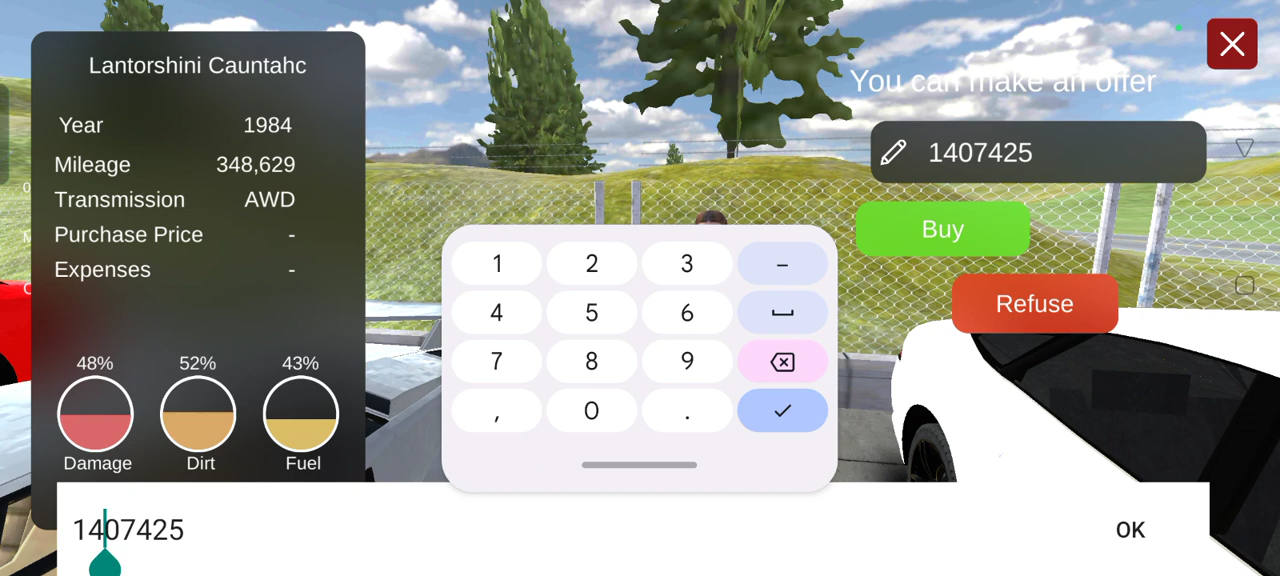 Lantorshini Cauntahc
Year 1984
Mileage 348,629
Transmission AWD
Purchase Price -
Expenses -
48% 52% 43%
Damage Dirt Fuel
You can make an offer
1407425
Buy
Refuse
1 2 3 –
4 5 6
7 8 9
, 0 .
1407425
OK